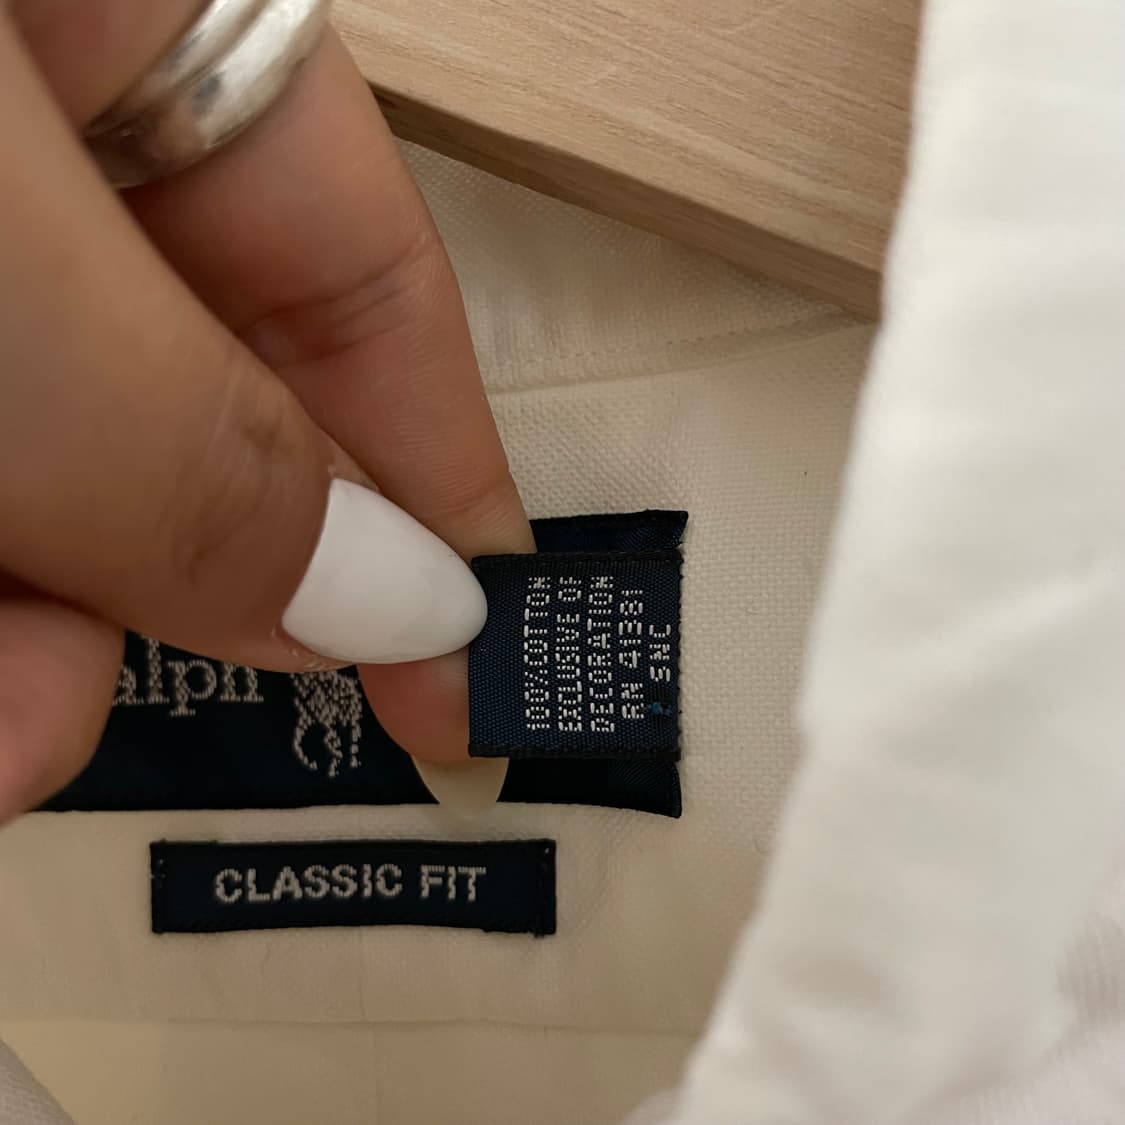 alph
100% COTTON
EXCLUSIVE OF
DECORATION
RN 41381
SNC
CLASSIC FIT